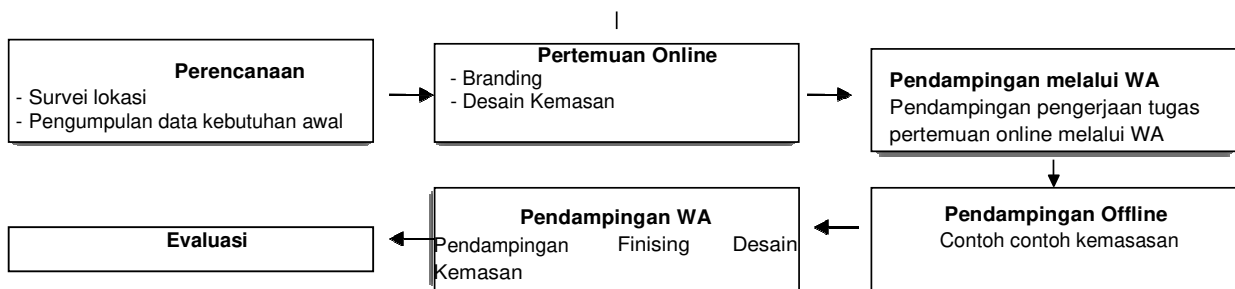 Perencanaan
- Survei lokasi
- Pengumpulan data kebutuhan awal
Pertemuan Online
- Branding
- Desain Kemasan
Pendampingan melalui WA
Pendampingan pengerjaan tugas
pertemuan online melalui WA
Pendampingan Offline
Contoh contoh kemasasan
Pendampingan WA
Pendampingan Finising Desain
Kemasan
Evaluasi